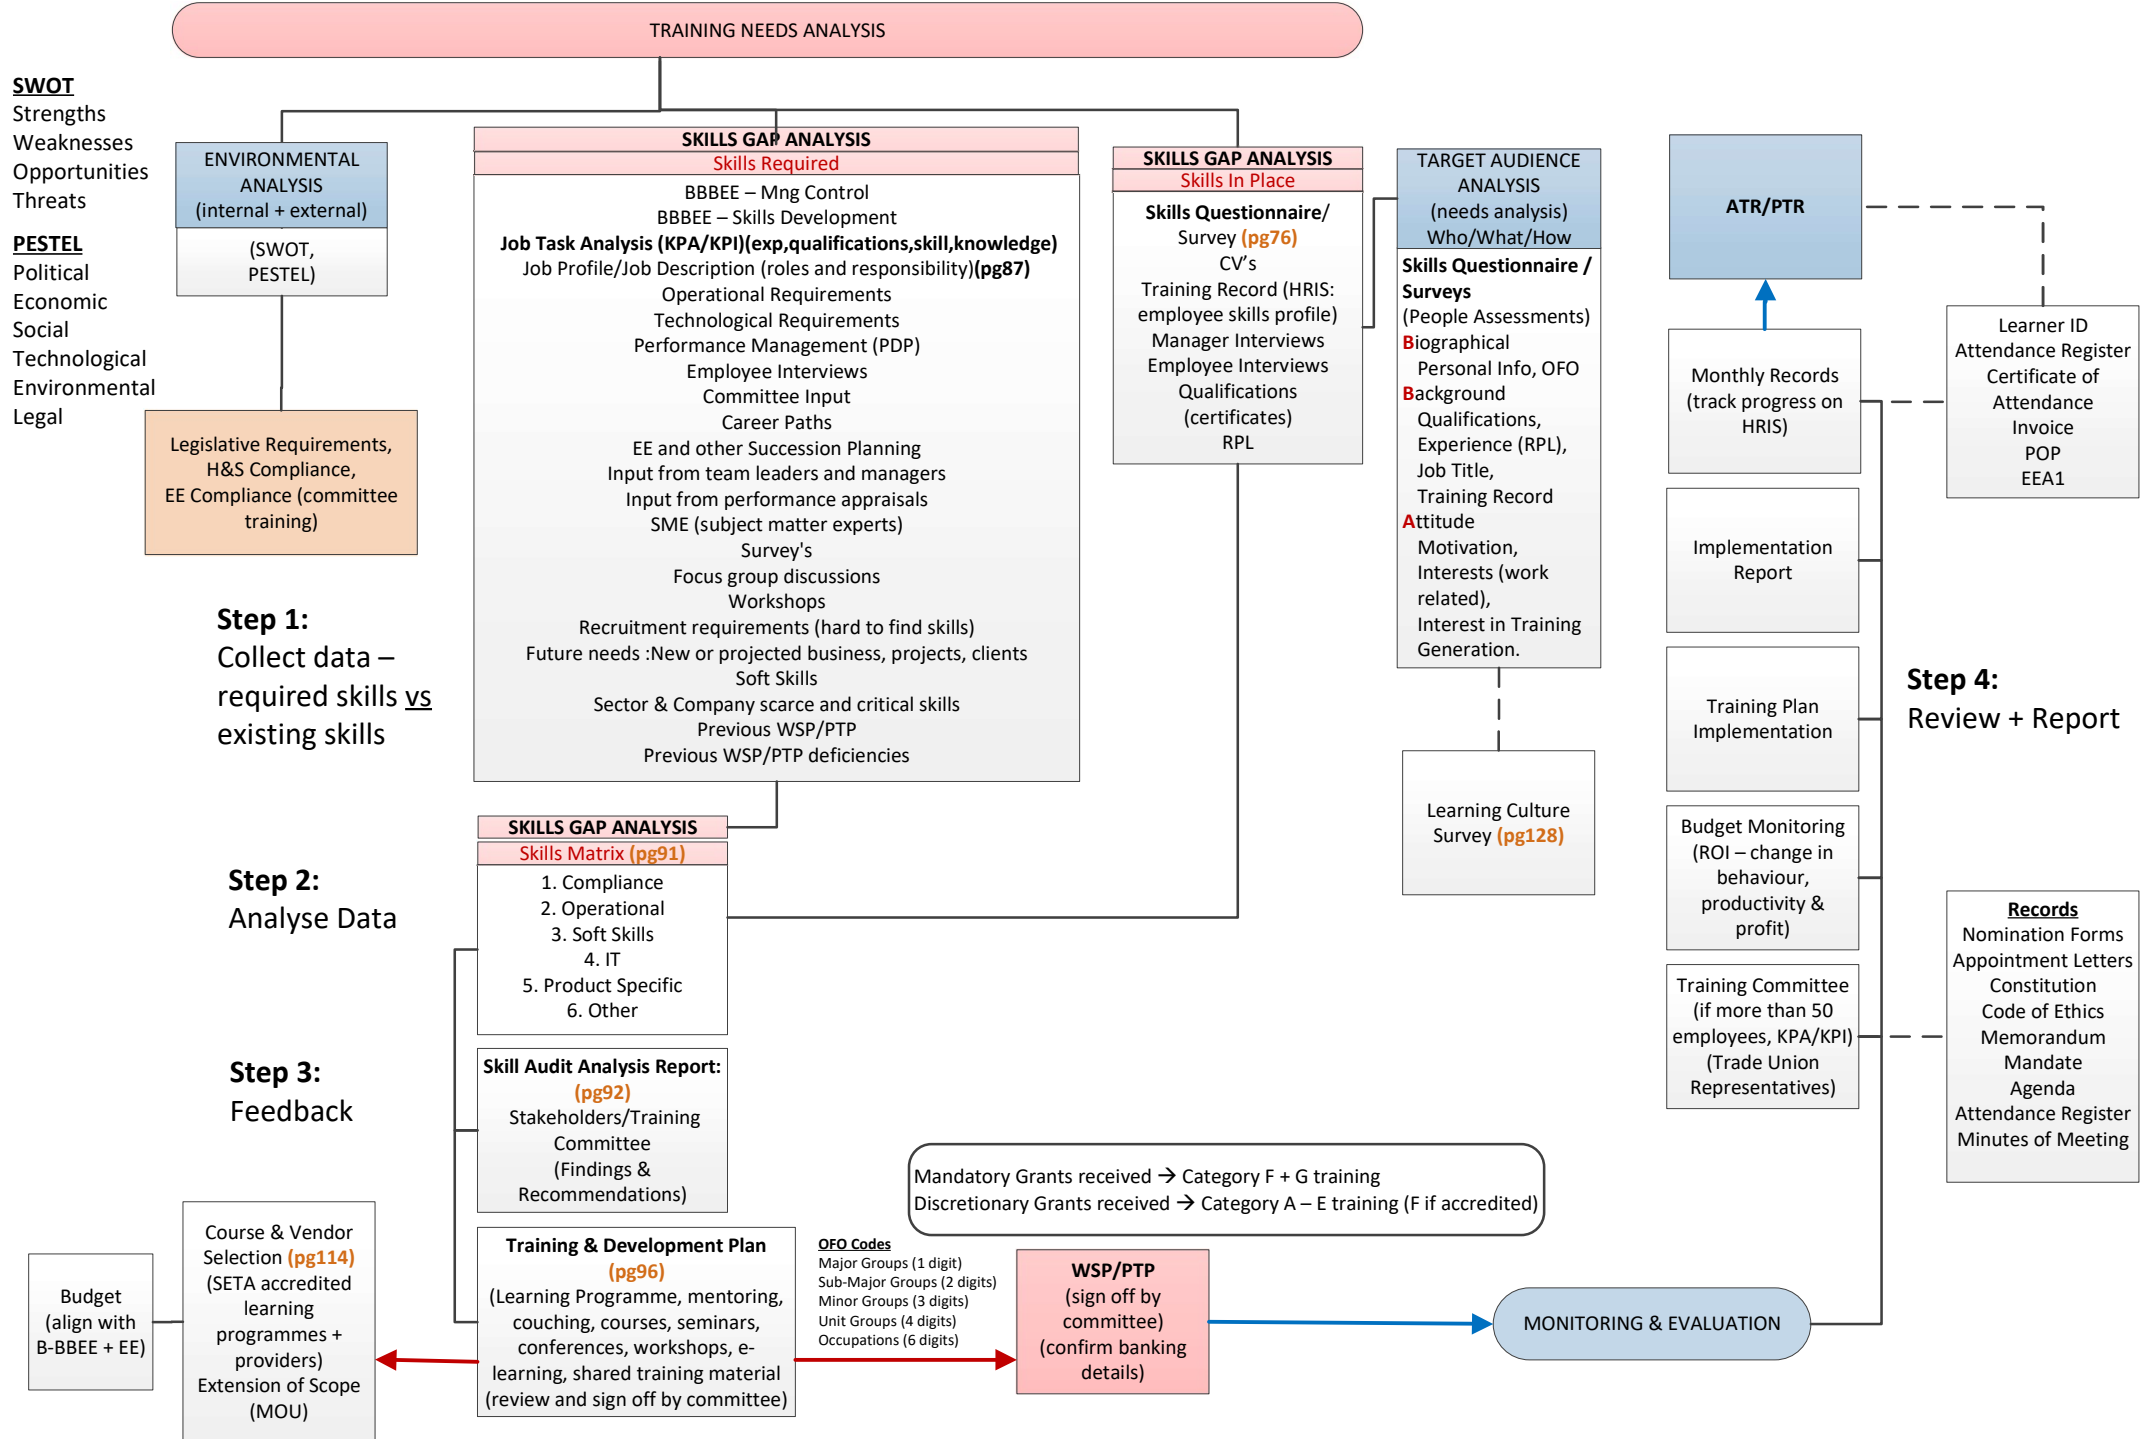 TRAINING NEEDS ANALYSIS
SWOT
Strengths
Weaknesses
Opportunities
Threats
PESTEL
Political
Economic
Social
Technological
Environmental
Legal
ENVIRONMENTAL
ANALYSIS
(internal + external)
(SWOT,
PESTEL)
Legislative Requirements,
H&S Compliance,
EE Compliance (committee
training)
SKILLS GAP ANALYSIS
Skills Required
BBBEE – Mng Control
BBBEE – Skills Development
Job Task Analysis (KPA/KPI)(exp,qualifications,skill,knowledge)
Job Profile/Job Description (roles and responsibility)(pg87)
Operational Requirements
Technological Requirements
Performance Management (PDP)
Employee Interviews
Committee Input
Career Paths
EE and other Succession Planning
Input from team leaders and managers
Input from performance appraisals
SME (subject matter experts)
Survey's
Focus group discussions
Workshops
Recruitment requirements (hard to find skills)
Future needs :New or projected business, projects, clients
Soft Skills
Sector & Company scarce and critical skills
Previous WSP/PTP
Previous WSP/PTP deficiencies
SKILLS GAP ANALYSIS
Skills In Place
Skills Questionnaire/
Survey (pg76)
CV's
Training Record (HRIS:
employee skills profile)
Manager Interviews
Employee Interviews
Qualifications
(certificates)
RPL
TARGET AUDIENCE
ANALYSIS
(needs analysis)
Who/What/How
Skills Questionnaire /
Surveys
(People Assessments)
Biographical
Personal Info, OFO
Background
Qualifications,
Experience (RPL),
Job Title,
Training Record
Attitude
Motivation,
Interests (work
related),
Interest in Training
Generation.
Learning Culture
Survey (pg128)
ATR/PTR
Monthly Records
(track progress on
HRIS)
Learner ID
Attendance Register
Certificate of
Attendance
Invoice
POP
EEA1
Implementation
Report
Training Plan
Implementation
Budget Monitoring
(ROI – change in
behaviour,
productivity &
profit)
Training Committee
(if more than 50
employees, KPA/KPI)
(Trade Union
Representatives)
Records
Nomination Forms
Appointment Letters
Constitution
Code of Ethics
Memorandum
Mandate
Agenda
Attendance Register
Minutes of Meeting
Step 4:
Review + Report
Step 1:
Collect data –
required skills vs
existing skills
Step 2:
Analyse Data
SKILLS GAP ANALYSIS
Skills Matrix (pg91)
1. Compliance
2. Operational
3. Soft Skills
4. IT
5. Product Specific
6. Other
Step 3:
Feedback
Skill Audit Analysis Report:
(pg92)
Stakeholders/Training
Committee
(Findings &
Recommendations)
Mandatory Grants received → Category F + G training
Discretionary Grants received → Category A – E training (F if accredited)
Budget
(align with
B-BBEE + EE)
Course & Vendor
Selection (pg114)
(SETA accredited
learning
programmes +
providers)
Extension of Scope
(MOU)
Training & Development Plan
(pg96)
(Learning Programme, mentoring,
couching, courses, seminars,
conferences, workshops, e-
learning, shared training material
(review and sign off by committee)
OFO Codes
Major Groups (1 digit)
Sub-Major Groups (2 digits)
Minor Groups (3 digits)
Unit Groups (4 digits)
Occupations (6 digits)
WSP/PTP
(sign off by
committee)
(confirm banking
details)
MONITORING & EVALUATION